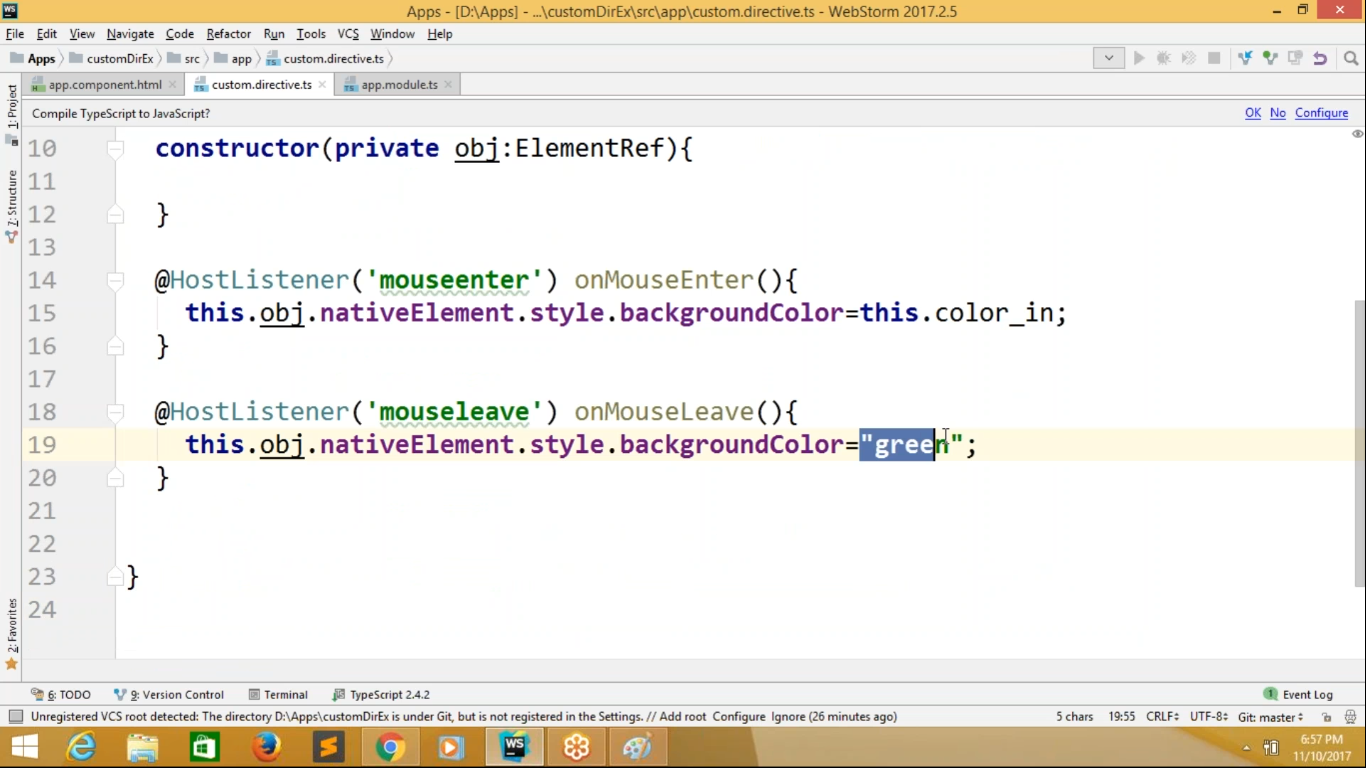 WS
Apps - [D:\Apps] - ...\customDirEx\src\app\custom.directive.ts - WebStorm 2017.2.5
File Edit View Navigate Code Refactor Run Tools VCS Window Help
Apps customDirEx src app custom.directive.ts
app.component.html custom.directive.ts app.module.ts
Compile TypeScript to JavaScript? OK No Configure
1: Project
7: Structure
2: Favorites
10 constructor(private obj:ElementRef){
11
12 }
13
14 @HostListener('mouseenter') onMouseEnter(){
15 this.obj.nativeElement.style.backgroundColor=this.color_in;
16 }
17
18 @HostListener('mouseleave') onMouseLeave(){
19 this.obj.nativeElement.style.backgroundColor="green";
20 }
21
22
23 }
24
6: TODO 9: Version Control Terminal TypeScript 2.4.2 1 Event Log
Unregistered VCS root detected: The directory D:\Apps\customDirEx is under Git, but is not registered in the Settings. // Add root Configure Ignore (26 minutes ago) 5 chars 19:55 CRLF UTF-8 Git: master
WS
6:57 PM
11/10/2017